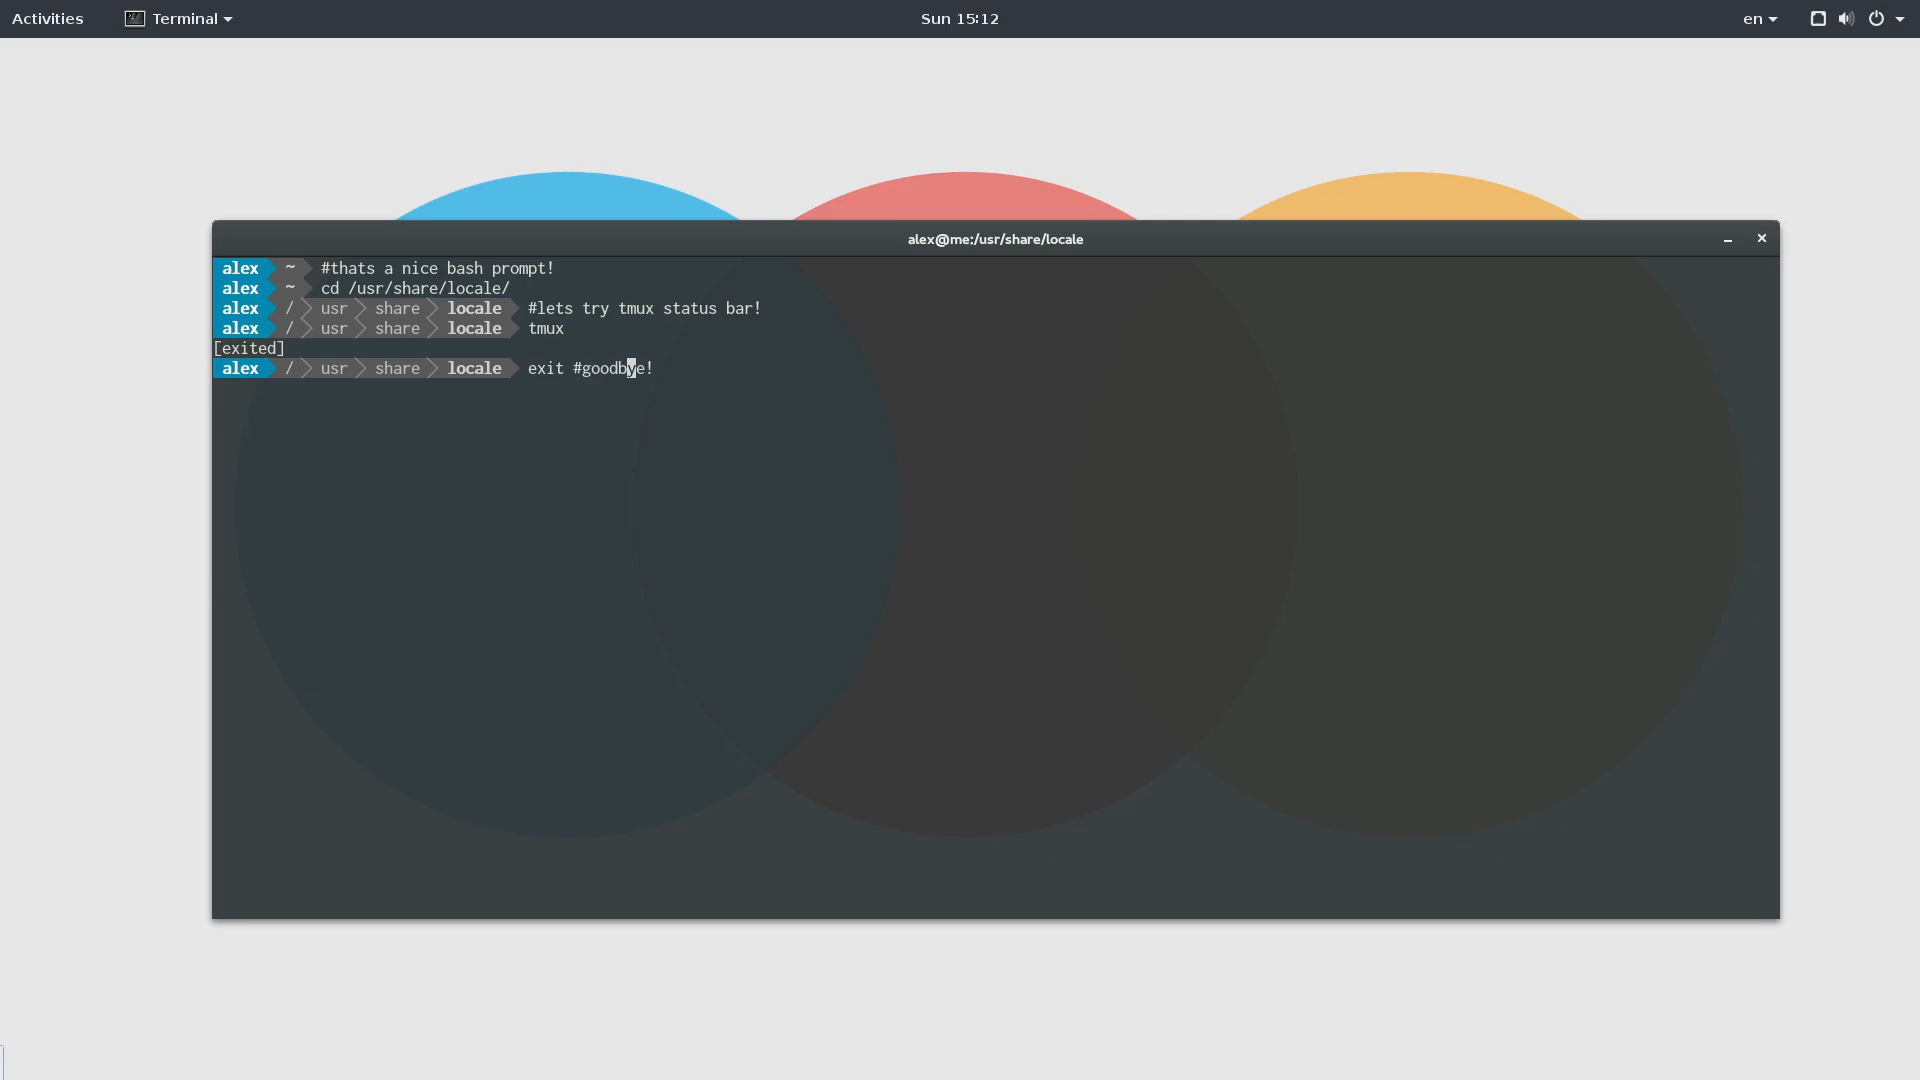 Activities Terminal Sun 15:12 en
alex@me:/usr/share/locale
alex ~ #thats a nice bash prompt!
alex ~ cd /usr/share/locale/
alex / usr share locale #lets try tmux status bar!
alex / usr share locale tmux
[exited]
alex / usr share locale exit #goodbye!